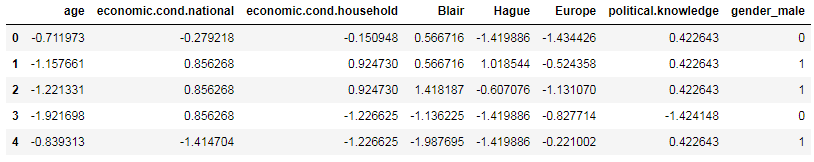 age economic.cond.national economic.cond.household Blair Hague Europe political.knowledge gender_male
0 -0.711973 -0.279218 -0.150948 0.566716 -1.419886 -1.434426 0.422643 0
1 -1.157661 0.856268 0.924730 0.566716 1.018544 -0.524358 0.422643 1
2 -1.221331 0.856268 0.924730 1.418187 -0.607076 -1.131070 0.422643 1
3 -1.921698 0.856268 -1.226625 -1.136225 -1.419886 -0.827714 -1.424148 0
4 -0.839313 -1.414704 -1.226625 -1.987695 -1.419886 -0.221002 0.422643 1